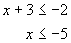 x + 3 ≤ −2
x ≤ −5